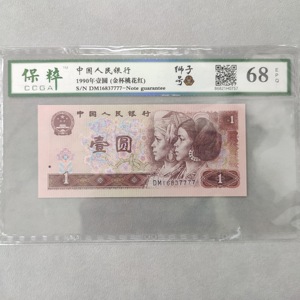 保粹
CCGA
中国人民银行
1990年壹圆 (金杯桃花红)
S/N DM16837777-Note guarantee
狮子
号
68
EPQ
中国人民银行
1
壹圆
1
DM16837777